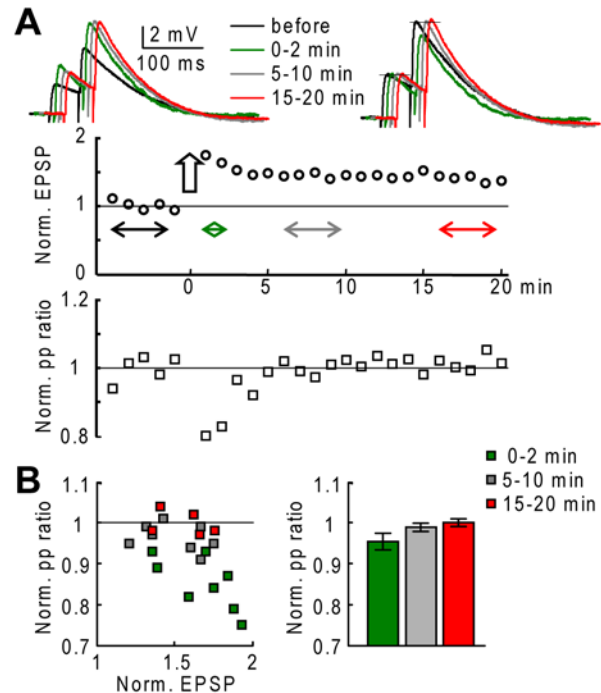 A
2 mV
100 ms
before
0-2 min
5-10 min
15-20 min
Norm. EPSP
2
1
0
0 5 10 15 20 min
Norm. pp ratio
1.2
1
0.8
B
Norm. pp ratio
1.1
1
0.9
0.8
0.7
1 1.5 2
Norm. EPSP
Norm. pp ratio
1.1
1
0.9
0.8
0.7
0-2 min
5-10 min
15-20 min